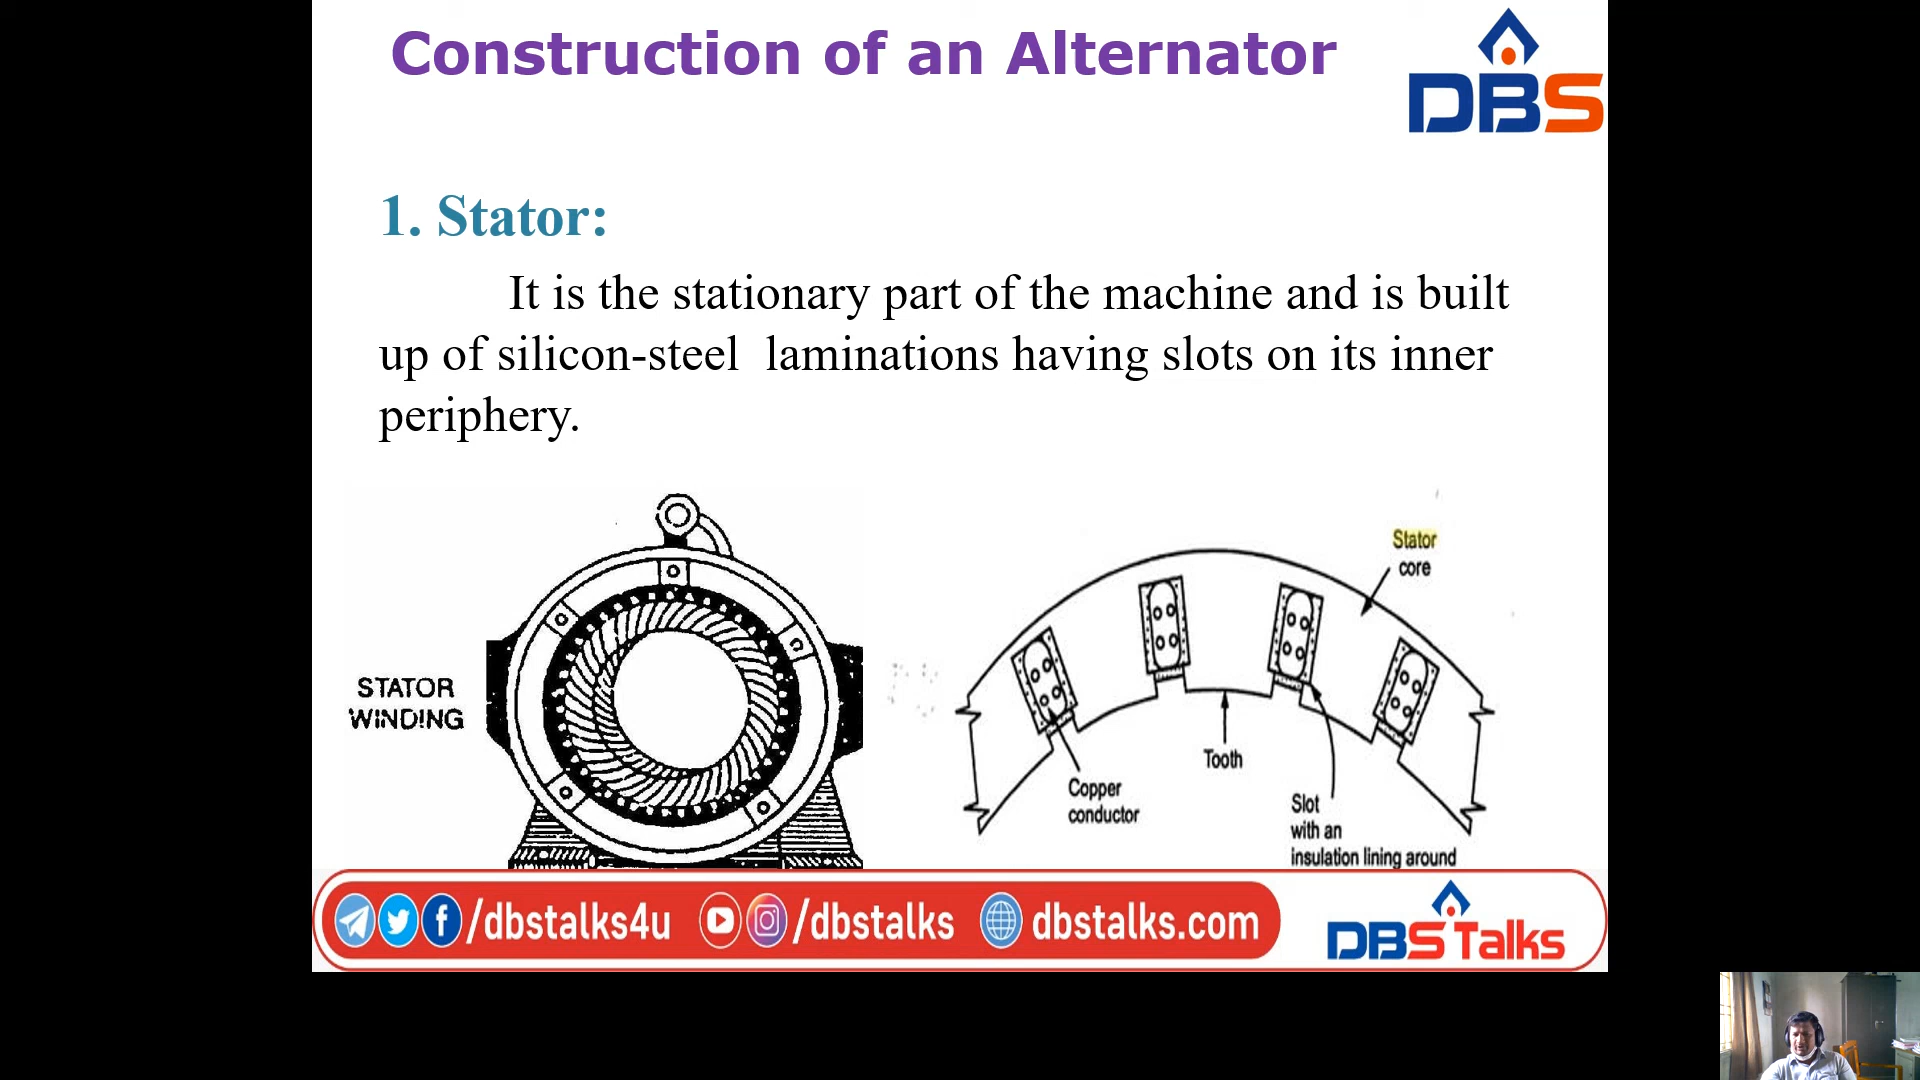 Construction of an Alternator
DBS
1. Stator:
It is the stationary part of the machine and is built
up of silicon-steel laminations having slots on its inner
periphery.
STATOR
WINDING
Stator
core
Tooth
Copper
conductor
Slot
with an
insulation lining around
/dbstalks4u /dbstalks dbstalks.com
DBS Talks